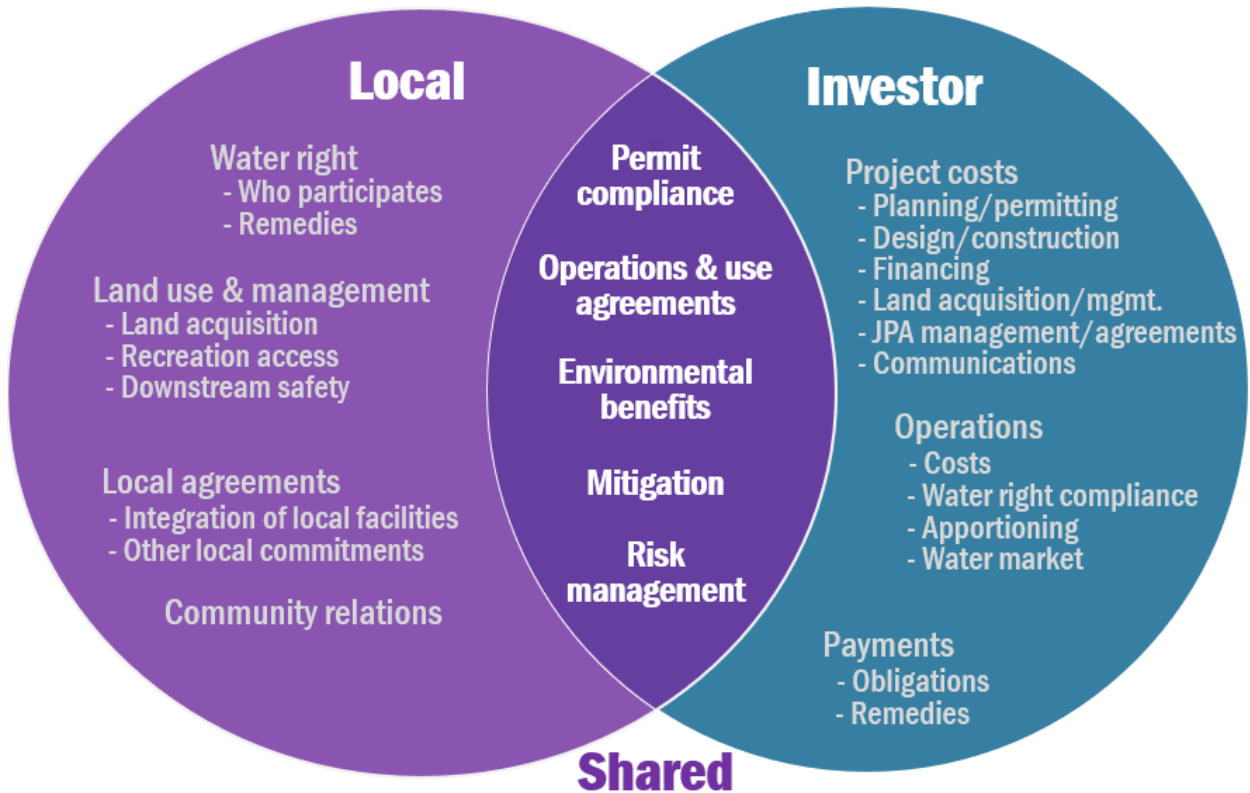 Local
Water right
- Who participates
- Remedies
Land use & management
- Land acquisition
- Recreation access
- Downstream safety
Local agreements
- Integration of local facilities
- Other local commitments
Community relations
Permit
compliance
Operations & use
agreements
Environmental
benefits
Mitigation
Risk
management
Investor
Project costs
- Planning/permitting
- Design/construction
- Financing
- Land acquisition/mgmt.
- JPA management/agreements
- Communications
Operations
- Costs
- Water right compliance
- Apportioning
- Water market
Payments
- Obligations
- Remedies
Shared